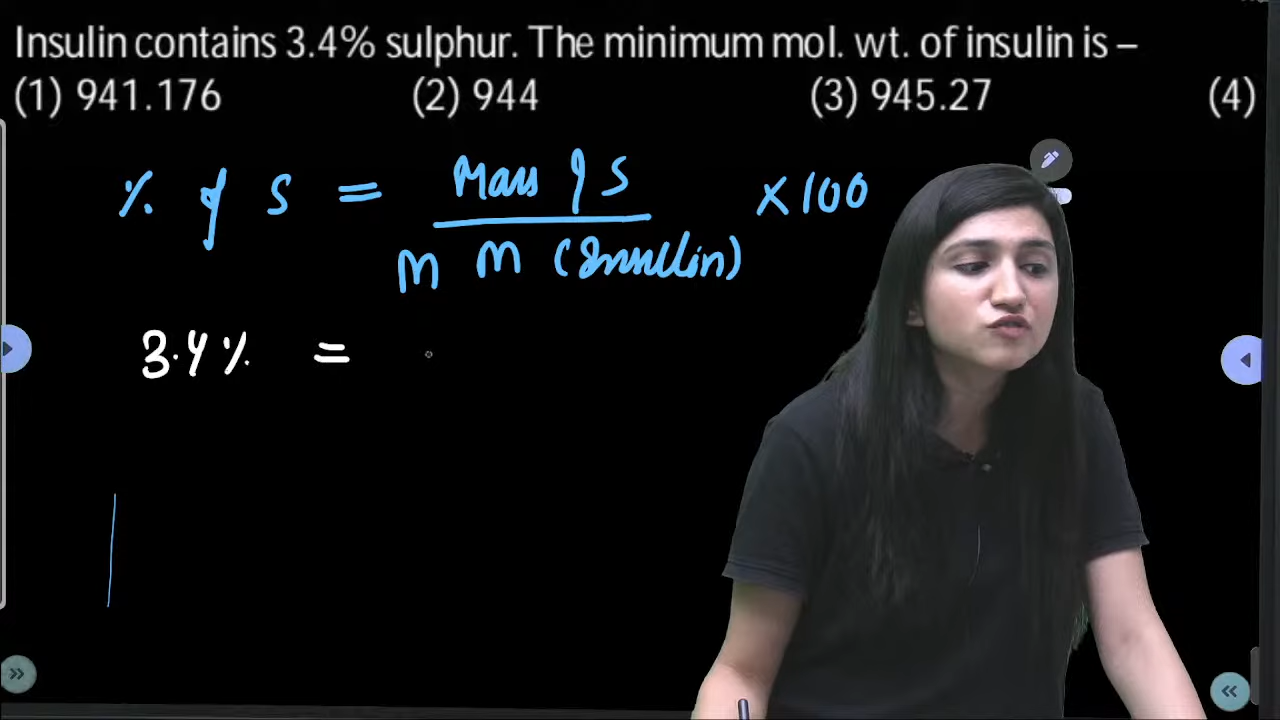 Insulin contains 3.4% sulphur. The minimum mol. wt. of insulin is –
(1) 941.176 (2) 944 (3) 945.27 (4)
% of S = Mass of S × 100
M M (Insullin)
3.4% =